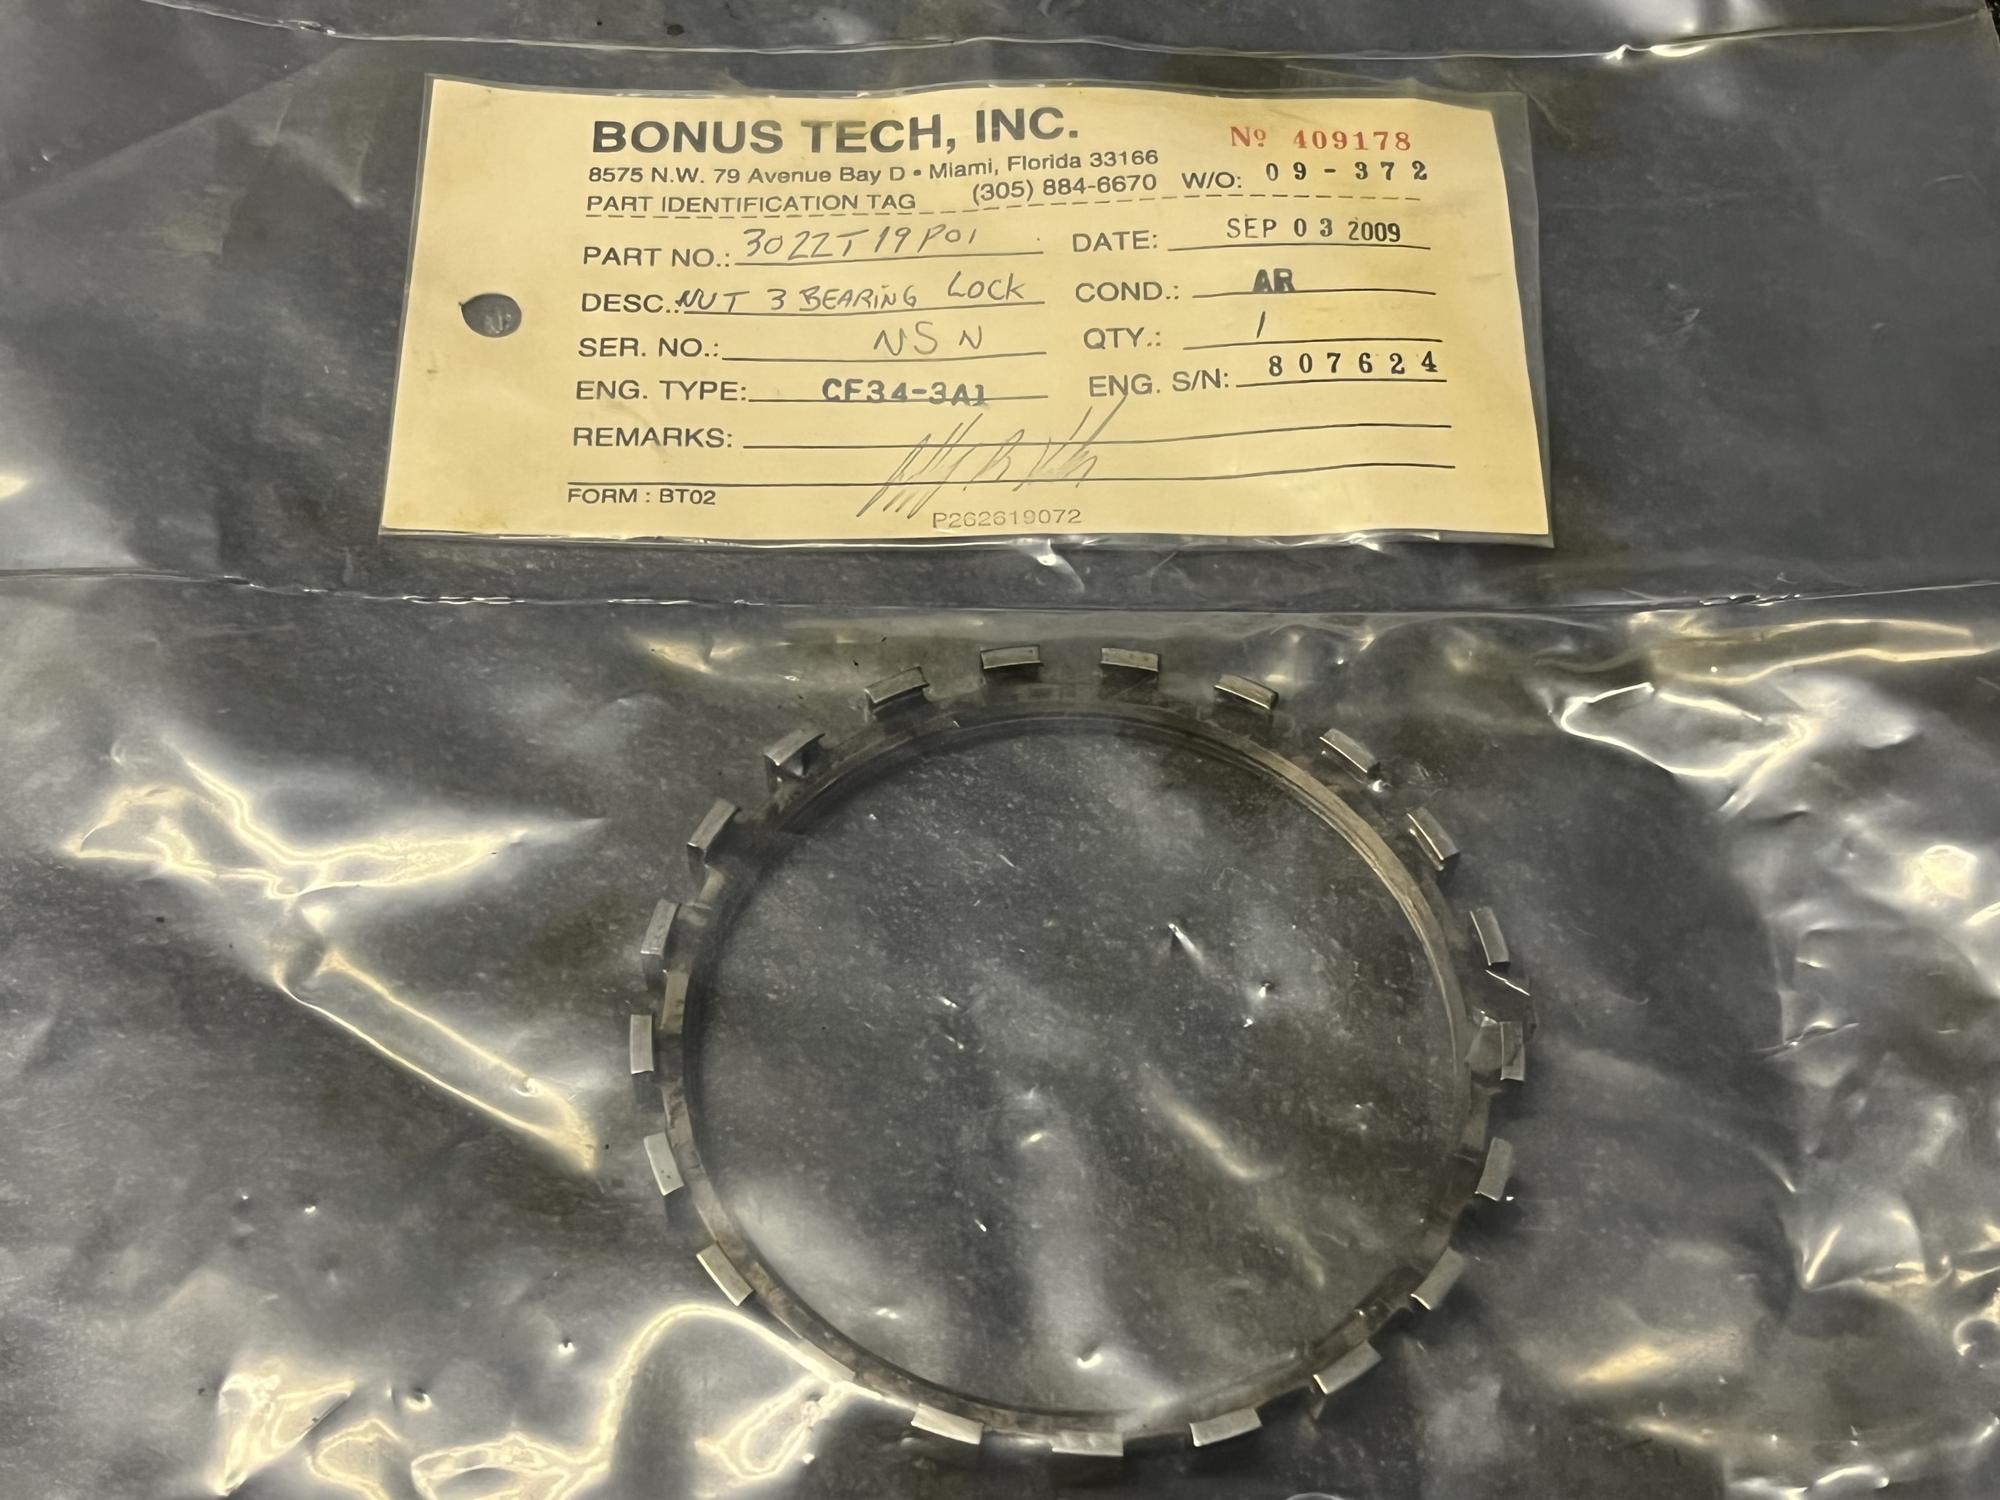 BONUS TECH, INC.
Nº 409178
8575 N.W. 79 Avenue Bay D • Miami, Florida 33166
(305) 884-6670 W/O: 09-372
PART IDENTIFICATION TAG
PART NO.: 3022T19P01 DATE: SEP 03 2009
DESC.: NUT 3 BEARING LOCK COND.: AR
SER. NO.: NSN QTY.: 1
ENG. TYPE: CF34-3A1 ENG. S/N: 807624
REMARKS:
FORM : BT02
P262619072